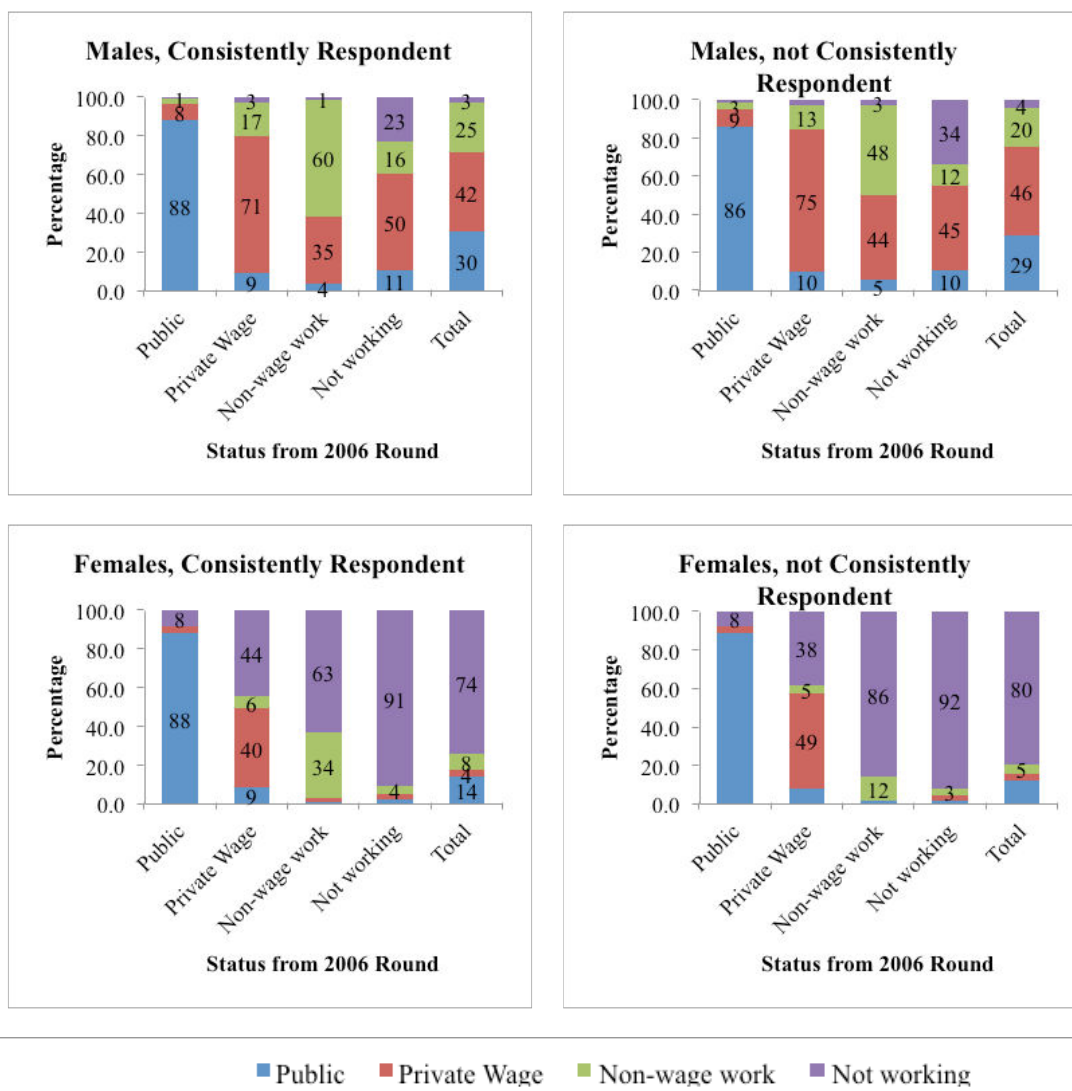 Males, Consistently Respondent
100.0
80.0
60.0
40.0
20.0
0.0
Percentage
1 3 1 3
8 17 60 23 25
88 71 35 16 42
9 4 50 30
11
Public
Private Wage
Non-wage work
Not working
Total
Status from 2006 Round
Males, not Consistently
Respondent
100.0
80.0
60.0
40.0
20.0
0.0
Percentage
3 13 3 34 4
9 75 48 12 20
86 10 44 45 46
5 10 29
Public
Private Wage
Non-wage work
Not working
Total
Status from 2006 Round
Females, Consistently Respondent
100.0
80.0
60.0
40.0
20.0
0.0
Percentage
8 44 63 91 74
88 6 34 4 8
40 4
9 14
Public
Private Wage
Non-wage work
Not working
Total
Status from 2006 Round
Females, not Consistently
Respondent
100.0
80.0
60.0
40.0
20.0
0.0
Percentage
8 38 86 92 80
5 12 3 5
49
Public
Private Wage
Non-wage work
Not working
Total
Status from 2006 Round
Public Private Wage Non-wage work Not working